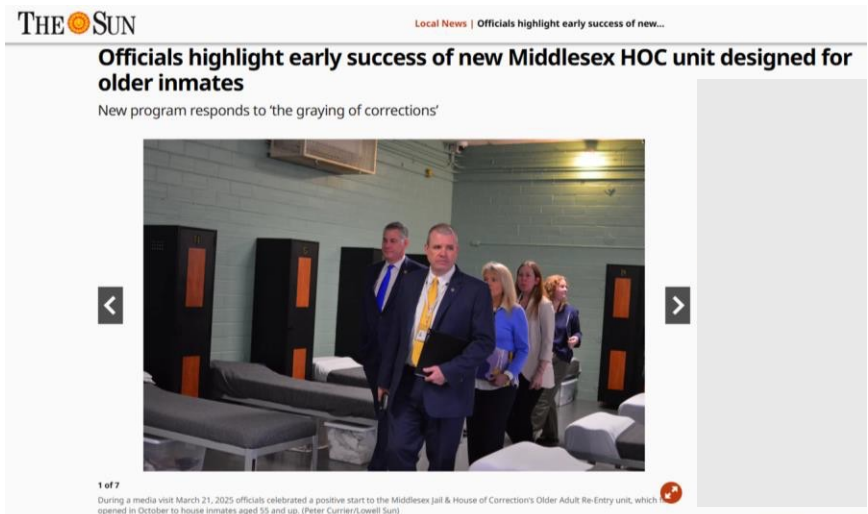 THE SUN
Local News | Officials highlight early success of new...
Officials highlight early success of new Middlesex HOC unit designed for
older inmates
New program responds to ‘the graying of corrections’
1 of 7
During a media visit March 21, 2025 officials celebrated a positive start to the Middlesex Jail & House of Correction's Older Adult Re-Entry unit, which
opened in October to house inmates aged 55 and up. (Peter Currier/Lowell Sun)